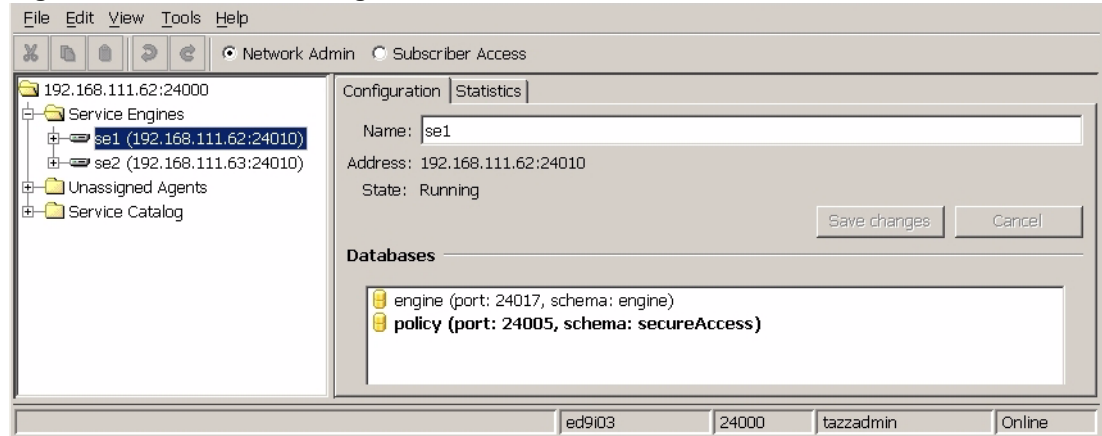 File Edit View Tools Help
Network Admin Subscriber Access
192.168.111.62:24000
Service Engines
se1 (192.168.111.62:24010)
se2 (192.168.111.63:24010)
Unassigned Agents
Service Catalog
Configuration Statistics
Name: se1
Address: 192.168.111.62:24010
State: Running
Save changes Cancel
Databases
engine (port: 24017, schema: engine)
policy (port: 24005, schema: secureAccess)
ed9i03 24000 tazzadmin Online